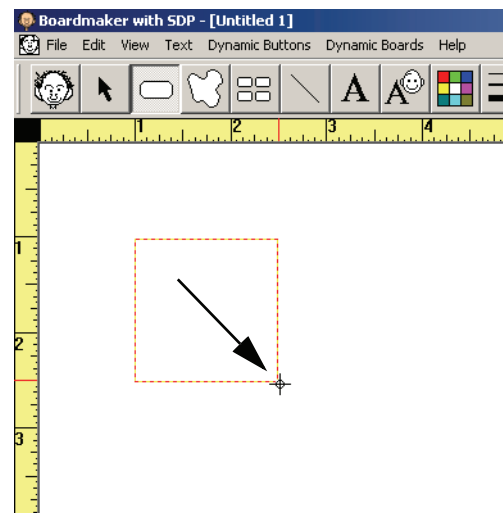 Boardmaker with SDP - [Untitled 1]
File Edit View Text Dynamic Buttons Dynamic Boards Help
A A
1 2 3 4
1
2
3